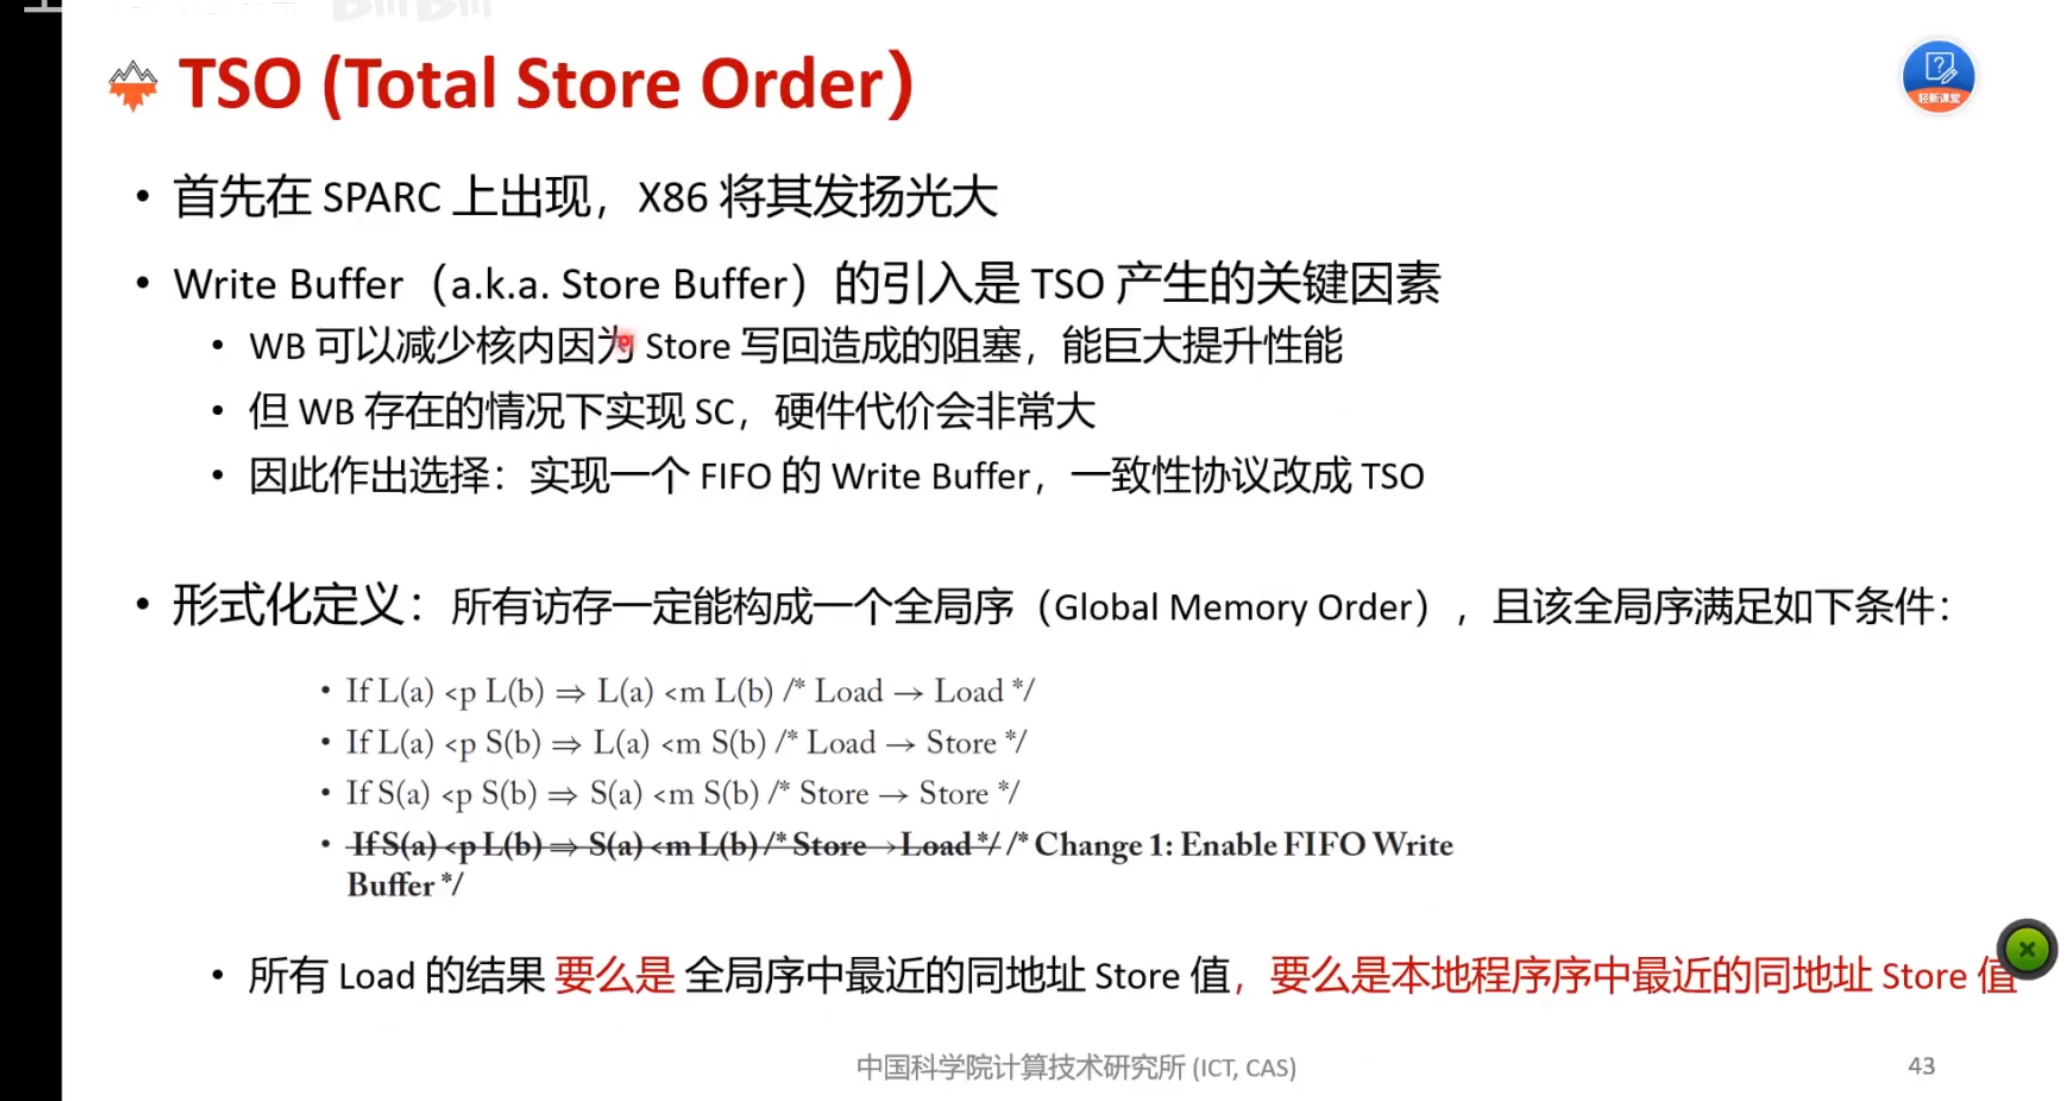 TSO (Total Store Order）
轻新课堂
• 首先在 SPARC 上出现，X86 将其发扬光大
• Write Buffer（a.k.a. Store Buffer）的引入是 TSO 产生的关键因素
• WB 可以减少核内因为 Store 写回造成的阻塞，能巨大提升性能
• 但 WB 存在的情况下实现 SC，硬件代价会非常大
• 因此作出选择：实现一个 FIFO 的 Write Buffer，一致性协议改成 TSO
• 形式化定义：所有访存一定能构成一个全局序（Global Memory Order），且该全局序满足如下条件：
• If L(a) <p L(b) ⇒ L(a) <m L(b) /* Load → Load */
• If L(a) <p S(b) ⇒ L(a) <m S(b) /* Load → Store */
• If S(a) <p S(b) ⇒ S(a) <m S(b) /* Store → Store */
• If S(a) <p L(b) ⇒ S(a) <m L(b) /* Store → Load */ /* Change 1: Enable FIFO Write
Buffer */
• 所有 Load 的结果 要么是 全局序中最近的同地址 Store 值，要么是本地程序序中最近的同地址 Store 值
中国科学院计算技术研究所 (ICT, CAS)
43